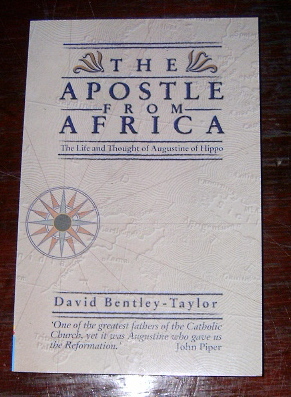 THE
APOSTLE
FROM
AFRICA
The Life and Thought of Augustine of Hippo
David Bentley-Taylor
'One of the greatest fathers of the Catholic
Church, yet it was Augustine who gave us
the Reformation.'
John Piper